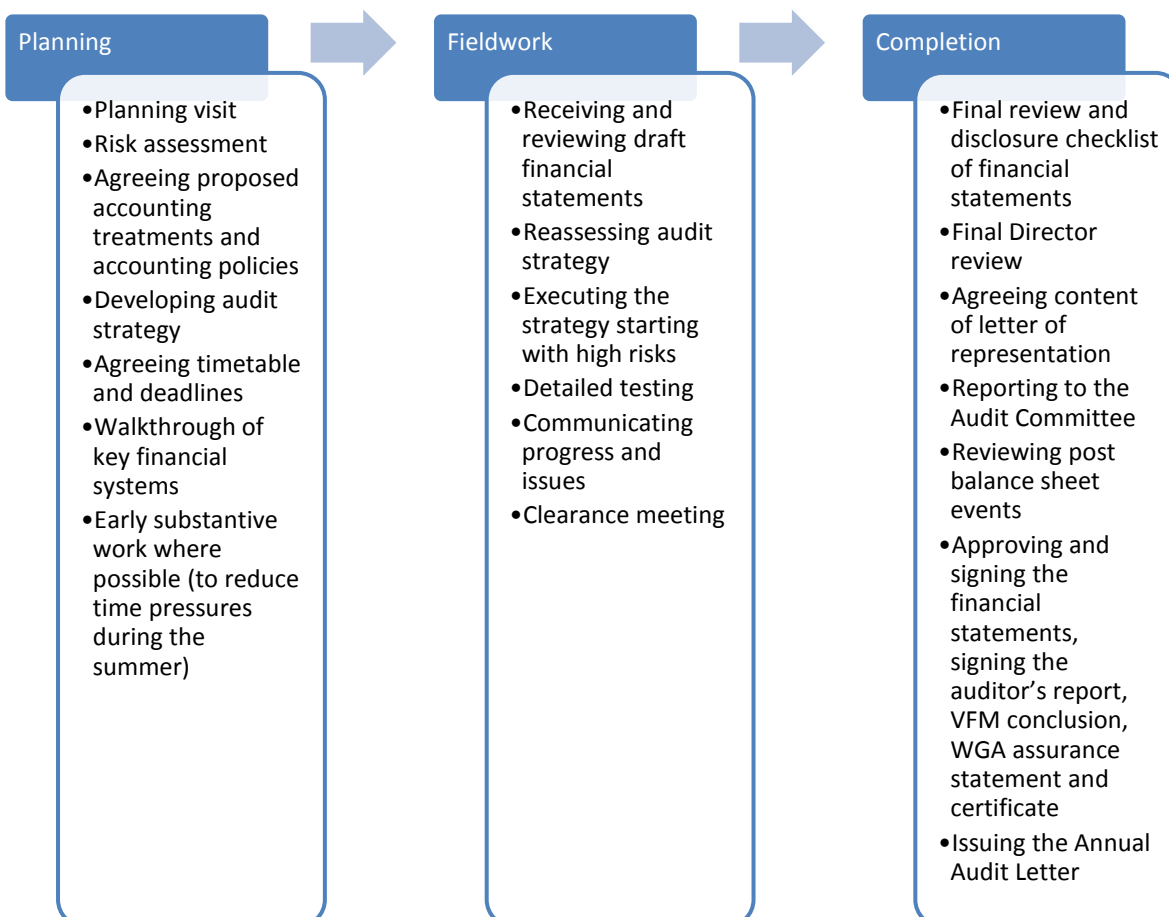 Planning
•Planning visit
•Risk assessment
•Agreeing proposed
accounting
treatments and
accounting policies
•Developing audit
strategy
•Agreeing timetable
and deadlines
•Walkthrough of
key financial
systems
•Early substantive
work where
possible (to reduce
time pressures
during the
summer)
Fieldwork
•Receiving and
reviewing draft
financial
statements
•Reassessing audit
strategy
•Executing the
strategy starting
with high risks
•Detailed testing
•Communicating
progress and
issues
•Clearance meeting
Completion
•Final review and
disclosure checklist
of financial
statements
•Final Director
review
•Agreeing content
of letter of
representation
•Reporting to the
Audit Committee
•Reviewing post
balance sheet
events
•Approving and
signing the
financial
statements,
signing the
auditor’s report,
VFM conclusion,
WGA assurance
statement and
certificate
•Issuing the Annual
Audit Letter